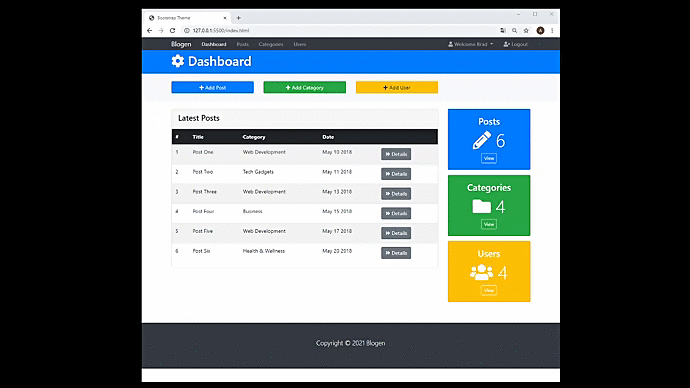 Bootstrap Theme
127.0.0.1:5500/index.html
Blogen Dashboard Posts Categories Users Welcome Brad Logout
Dashboard
+ Add Post + Add Category + Add User
Latest Posts
# Title Category Date
1 Post One Web Development May 10 2018 Details
2 Post Two Tech Gadgets May 11 2018 Details
3 Post Three Web Development May 13 2018 Details
4 Post Four Business May 15 2018 Details
5 Post Five Web Development May 17 2018 Details
6 Post Six Health & Wellness May 20 2018 Details
Posts
6
View
Categories
4
View
Users
4
View
Copyright © 2021 Blogen